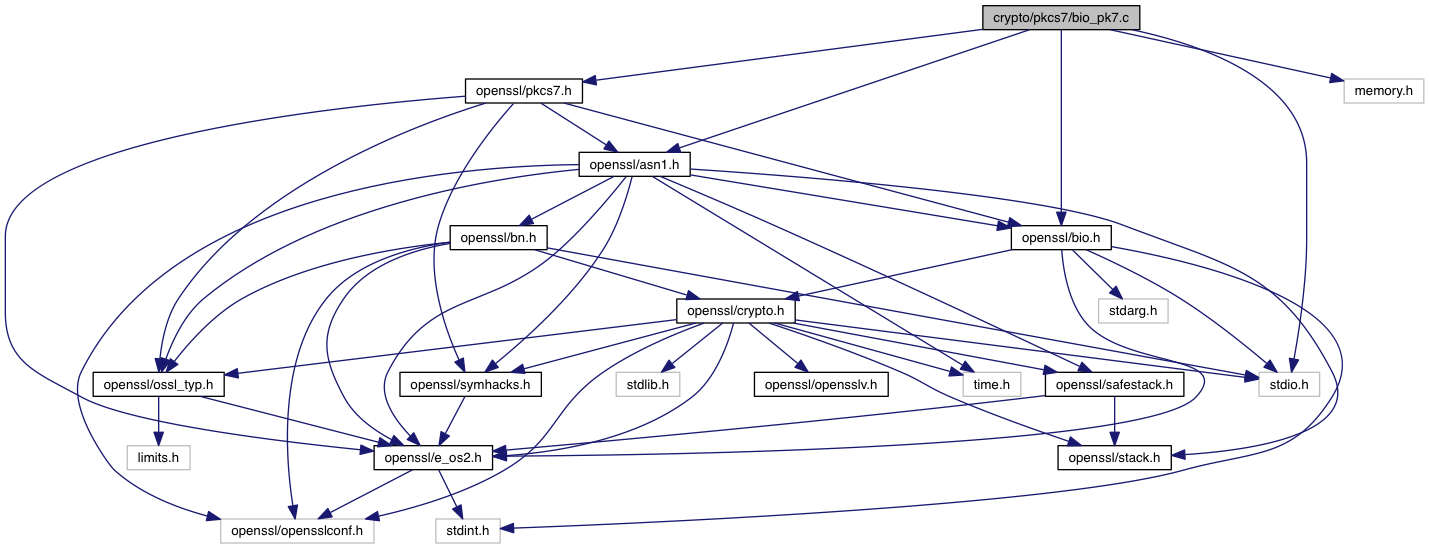 crypto/pkcs7/bio_pk7.c
openssl/pkcs7.h
memory.h
openssl/asn1.h
openssl/bn.h
openssl/bio.h
openssl/crypto.h
stdarg.h
openssl/ossl_typ.h
openssl/symhacks.h
stdlib.h
openssl/opensslv.h
time.h
openssl/safestack.h
stdio.h
limits.h
openssl/e_os2.h
openssl/stack.h
openssl/opensslconf.h
stdint.h